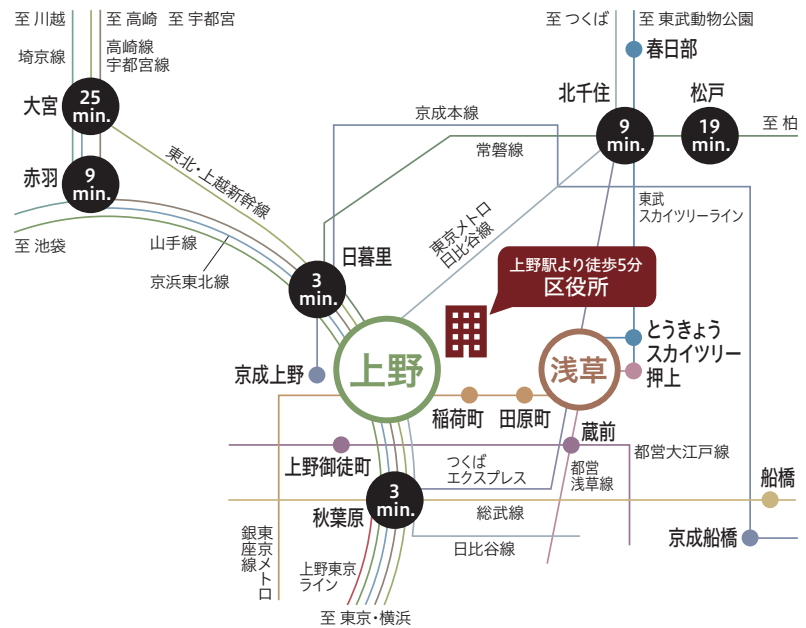 至 川越
至 高崎
至 宇都宮
至 つくば
至 東武動物公園
埼京線
高崎線
宇都宮線
春日部
大宮
25
min.
北千住
9
min.
松戸
19
min.
至 柏
京成本線
常磐線
赤羽
9
min.
東北・上越新幹線
東武
スカイツリーライン
至 池袋
山手線
京浜東北線
日暮里
3
min.
東京メトロ
日比谷線
上野駅より徒歩5分
区役所
とうきょう
スカイツリー
押上
京成上野
上野
浅草
稲荷町
田原町
蔵前
上野御徒町
つくば
エクスプレス
都営
浅草線
都営大江戸線
船橋
秋葉原
3
min.
総武線
京成船橋
東京メトロ
銀座線
日比谷線
上野東京
ライン
至 東京・横浜